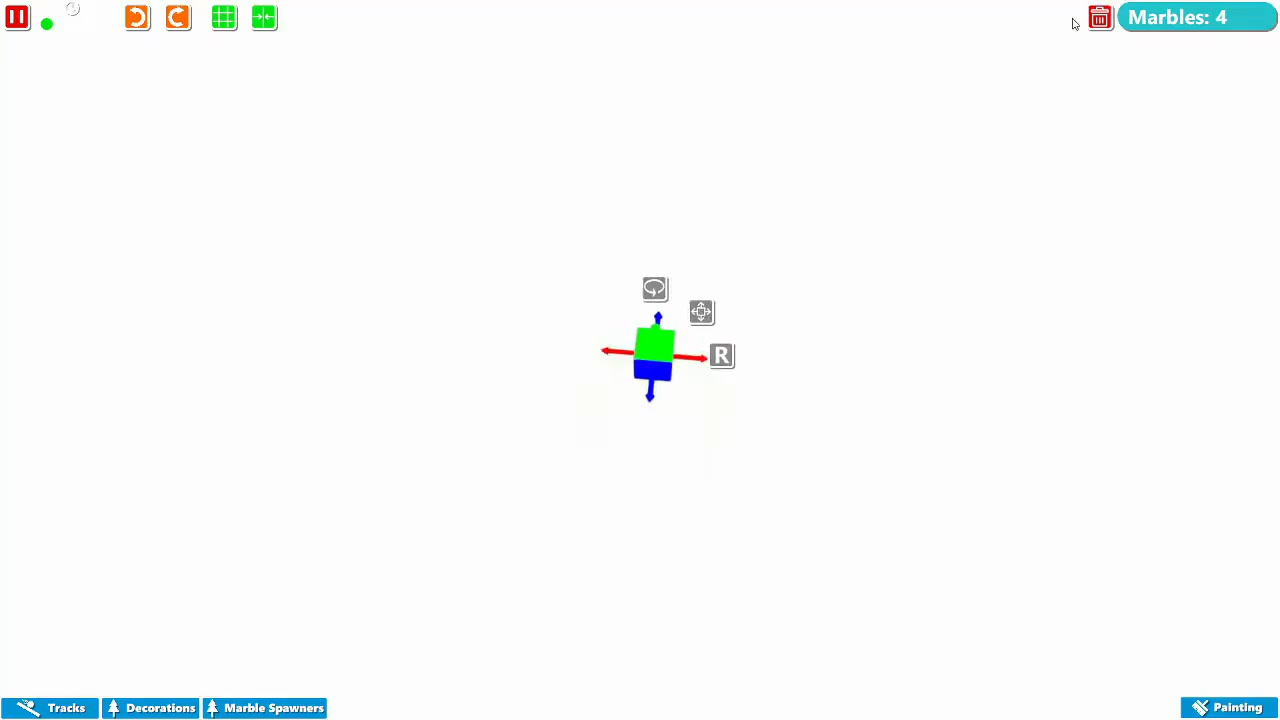 Marbles: 4
R
Tracks
Decorations
Marble Spawners
Painting